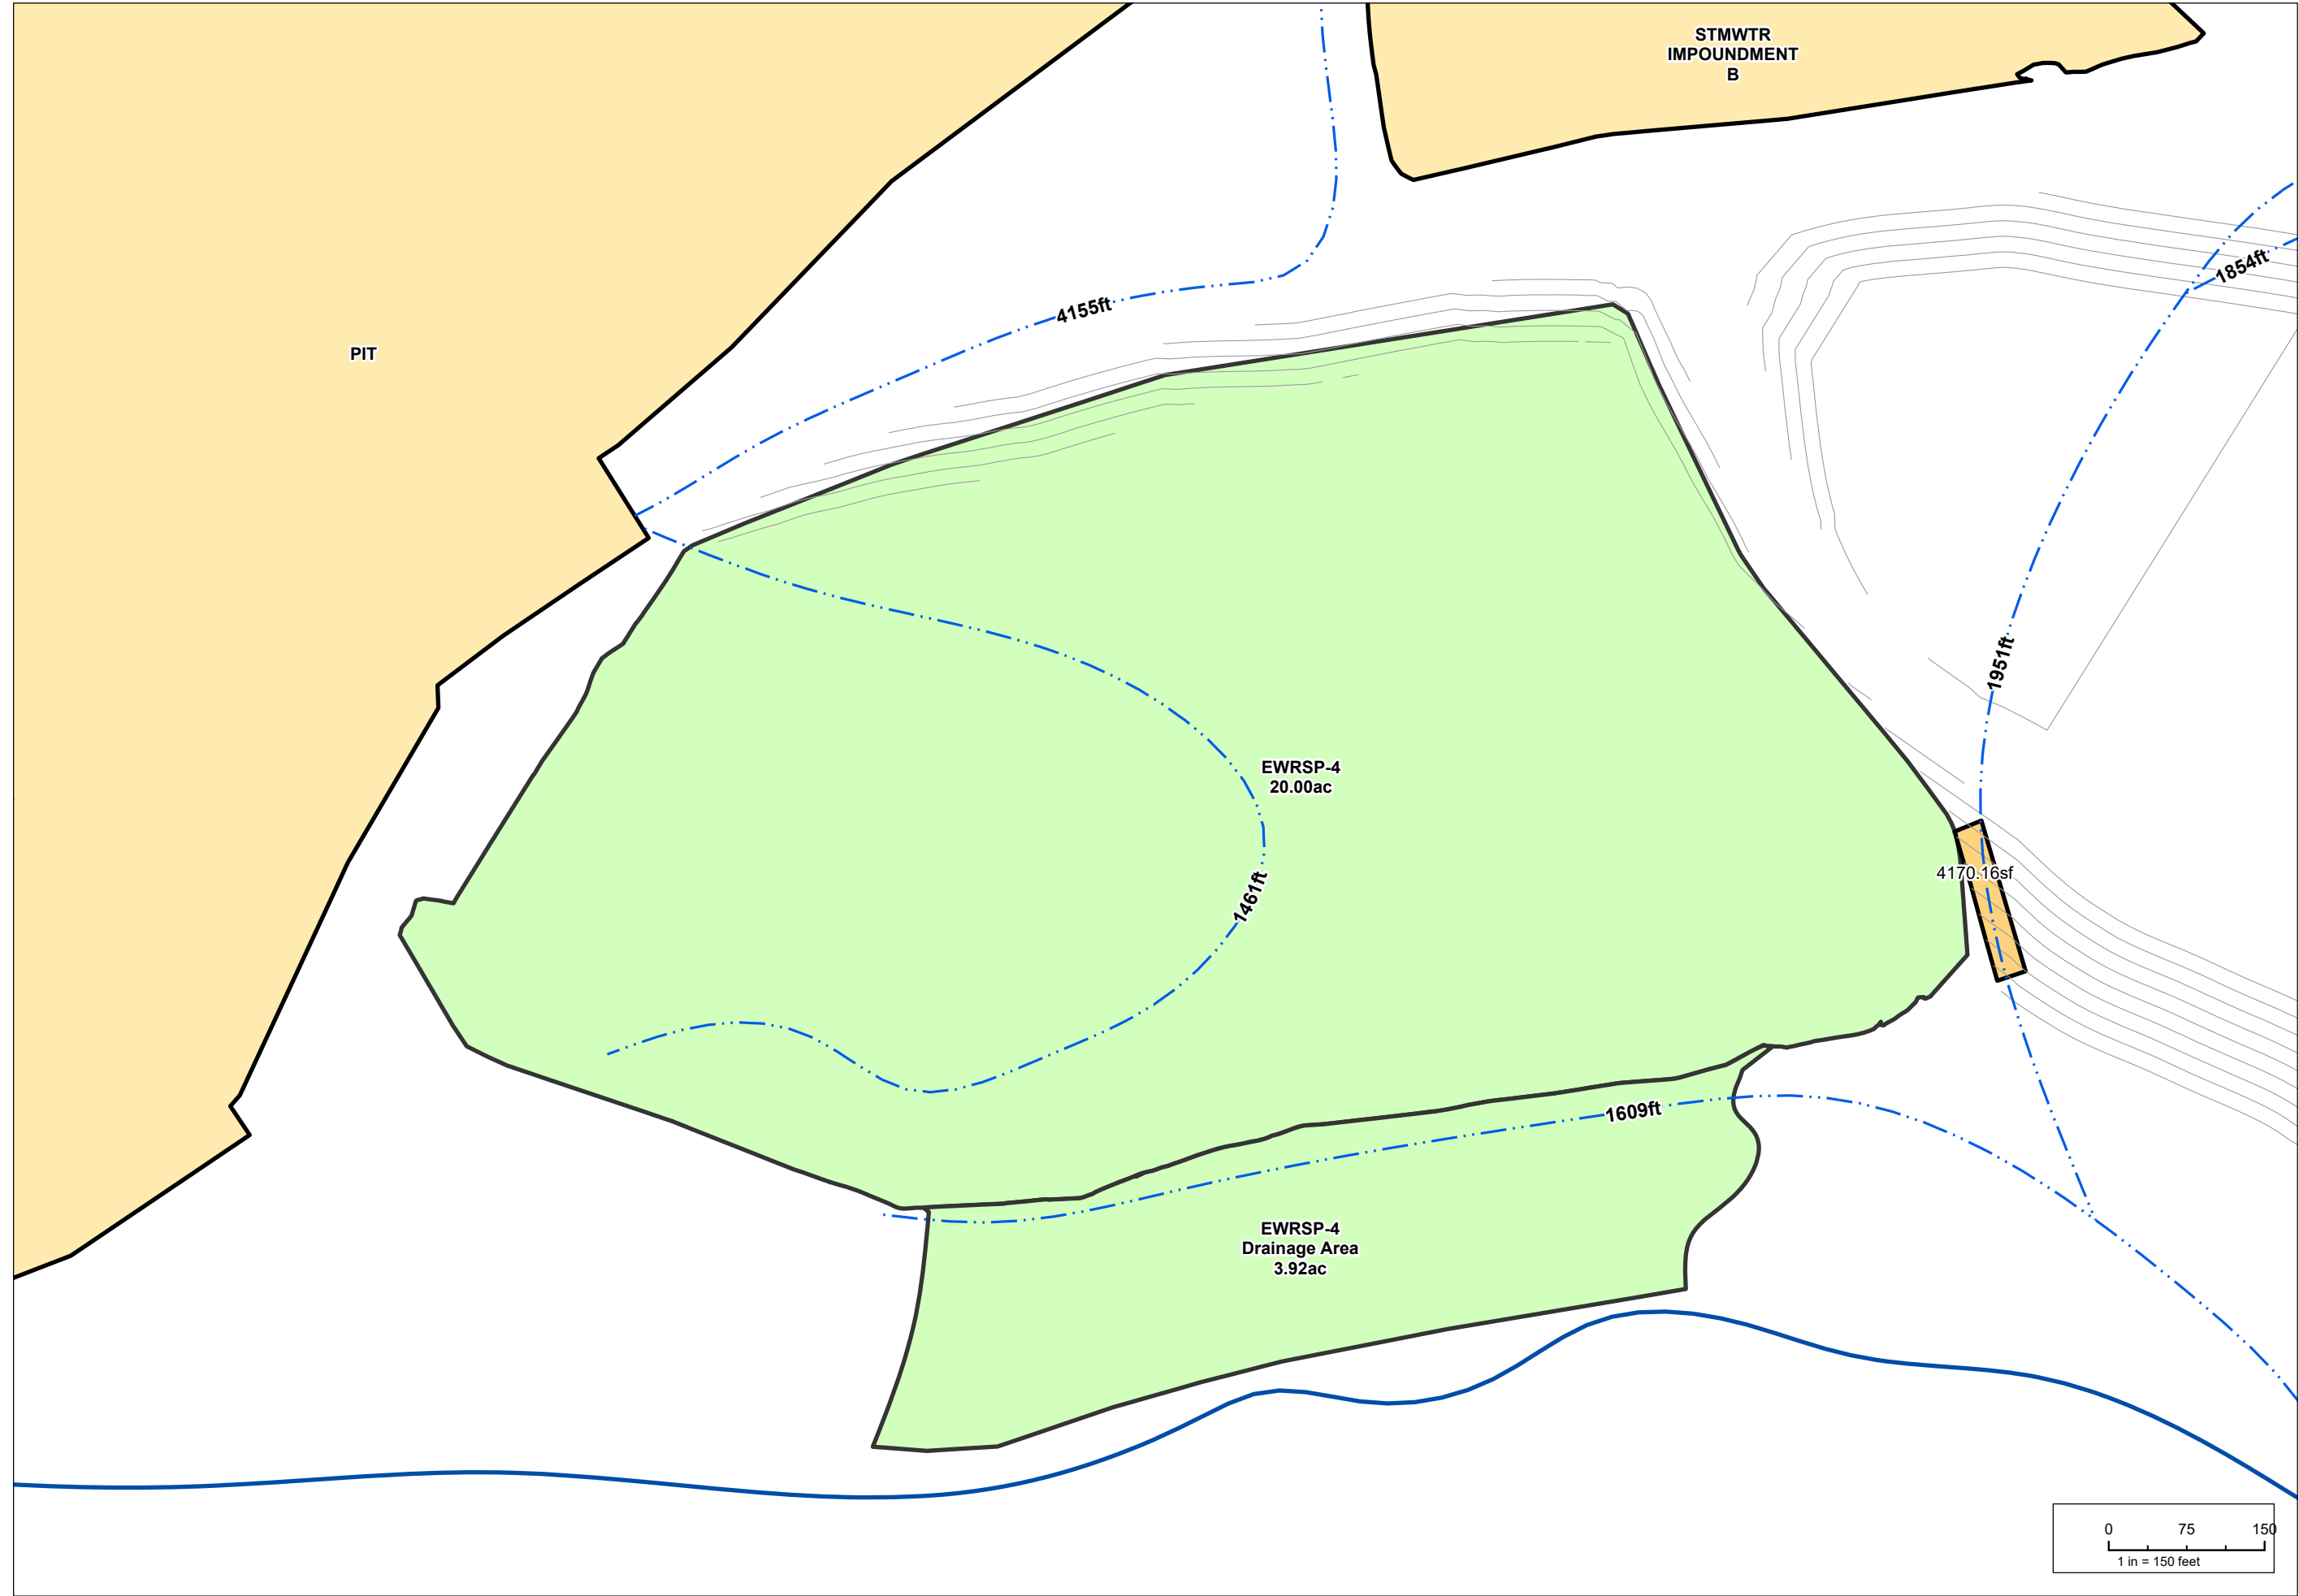 STMWTR
IMPOUNDMENT
B
1854ft
4155ft
PIT
1951ft
EWRSP-4
20.00ac
4170.16sf
1461ft
1609ft
EWRSP-4
Drainage Area
3.92ac
0 75 150
1 in = 150 feet